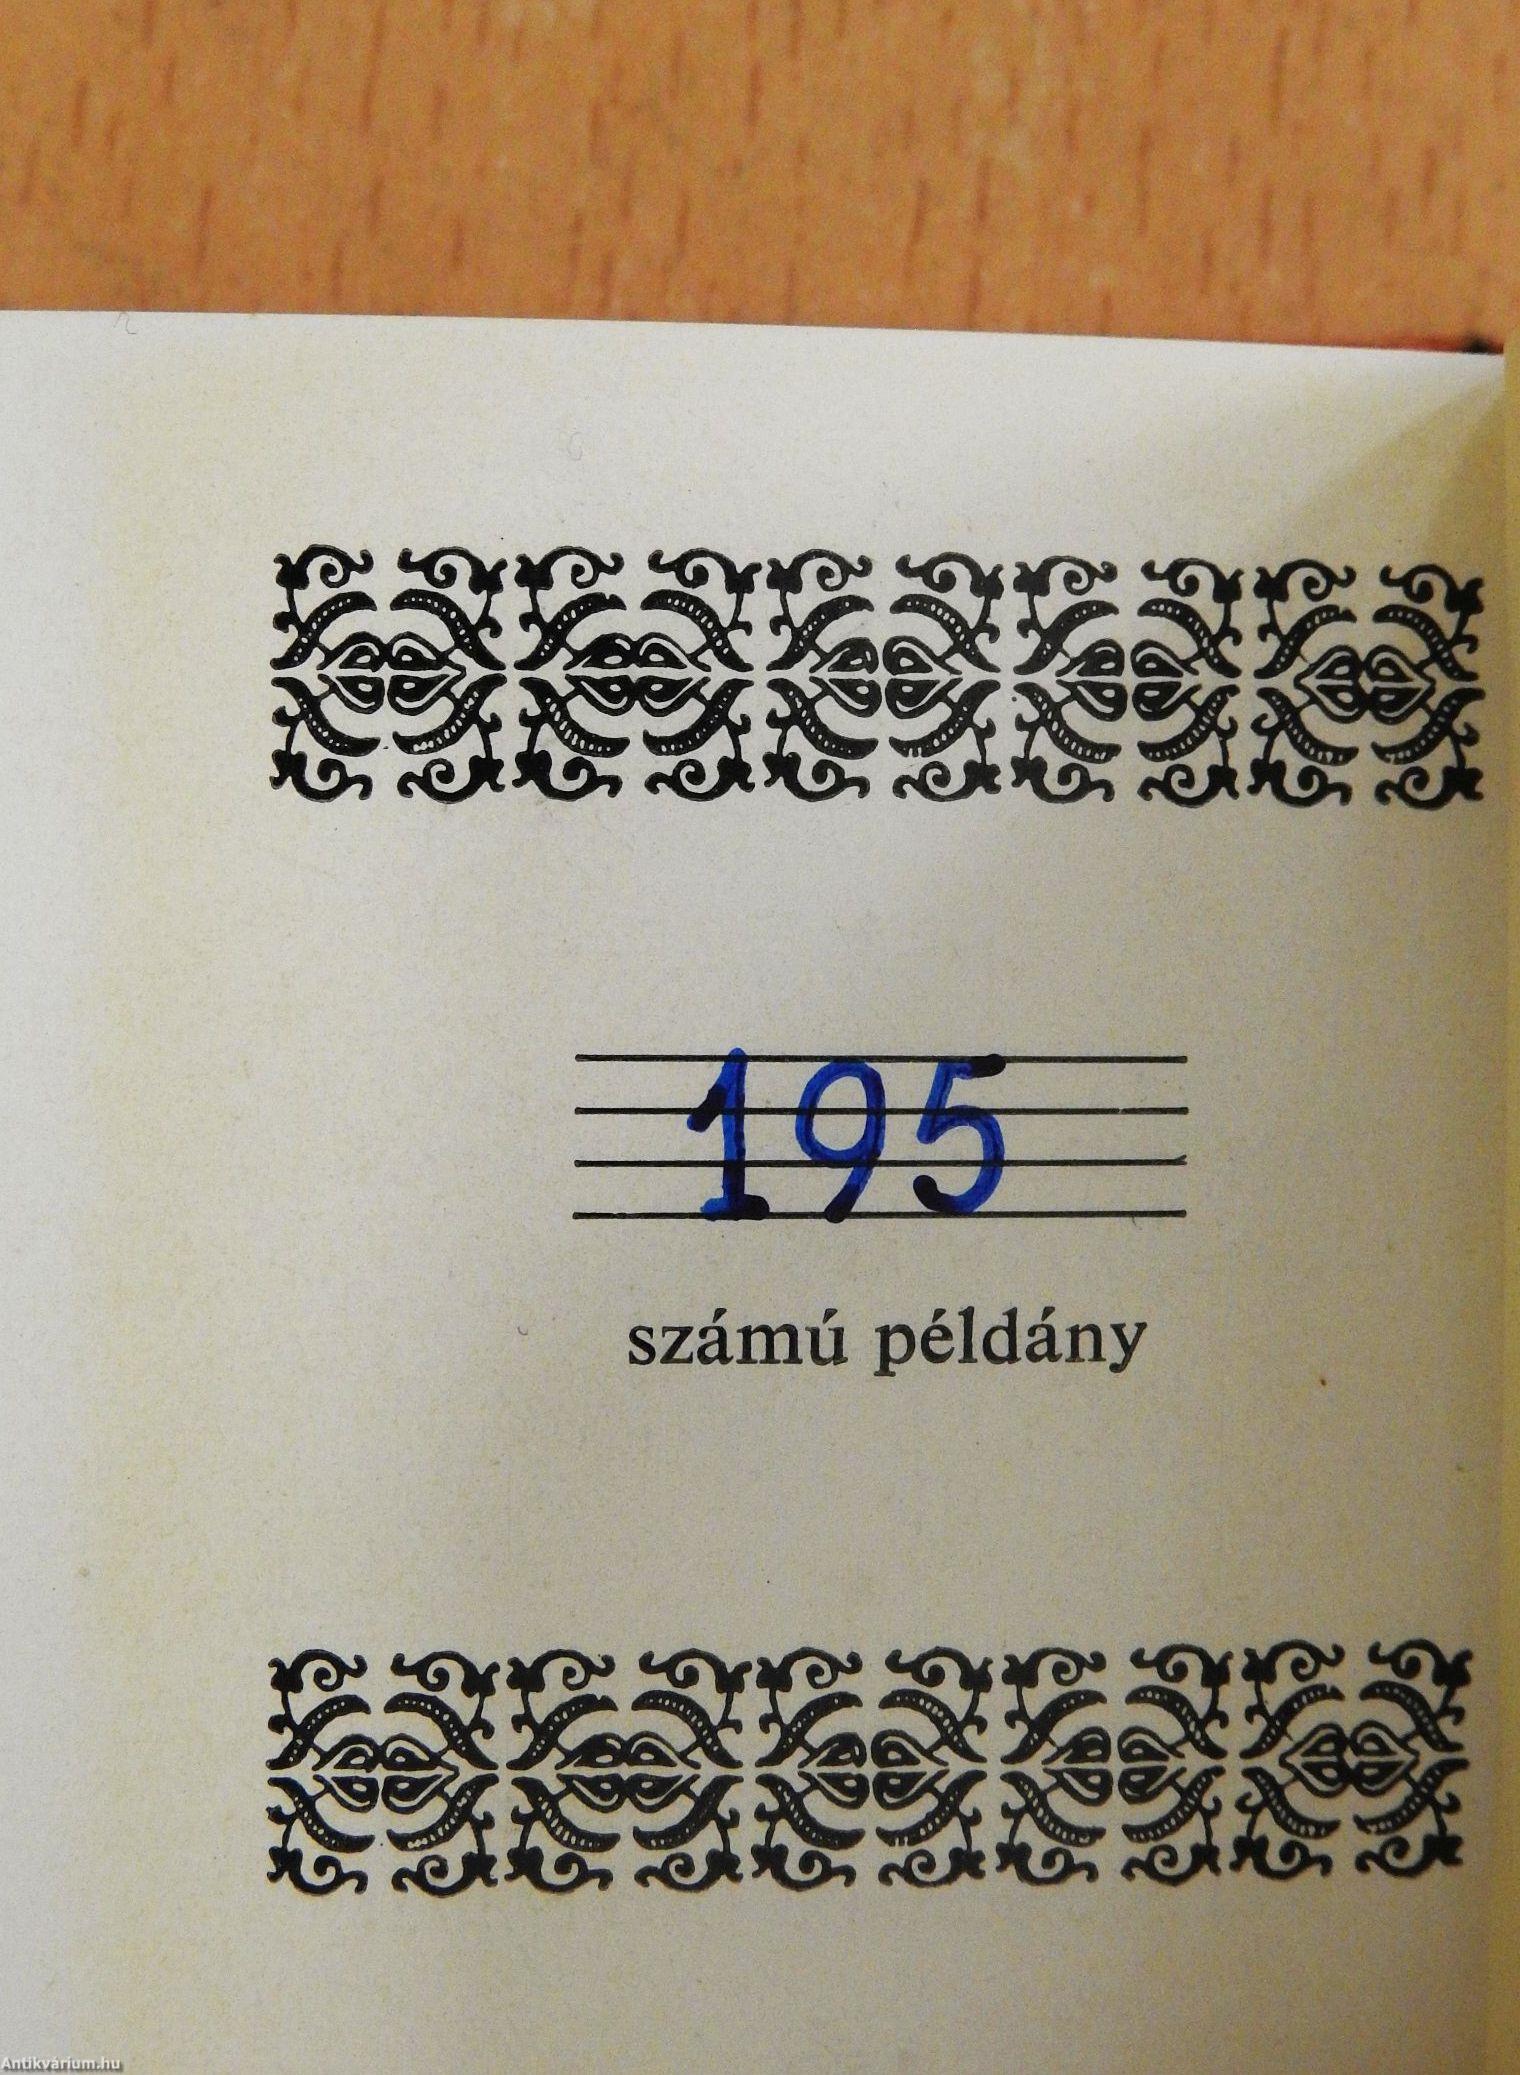 195
számú példány
Antikvárium.hu